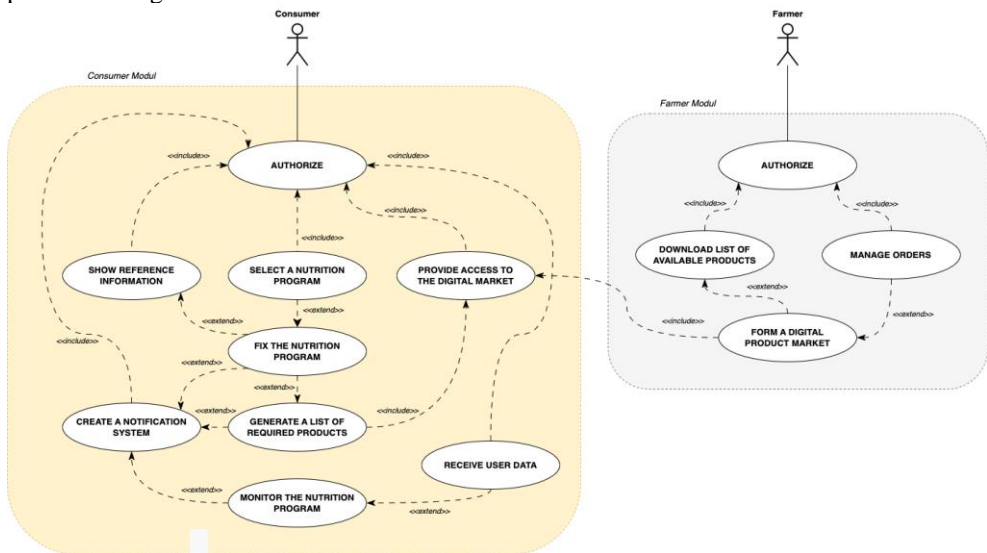 Consumer
Farmer
Consumer Modul
Farmer Modul
AUTHORIZE
AUTHORIZE
<<include>>
<<include>>
<<include>>
<<include>>
<<include>>
<<include>>
SHOW REFERENCE
INFORMATION
SELECT A NUTRITION
PROGRAM
PROVIDE ACCESS TO
THE DIGITAL MARKET
DOWNLOAD LIST OF
AVAILABLE PRODUCTS
MANAGE ORDERS
<<extend>>
<<extend>>
<<extend>>
<<extend>>
<<include>>
<<include>>
FIX THE NUTRITION
PROGRAM
FORM A DIGITAL
PRODUCT MARKET
<<extend>>
<<extend>>
CREATE A NOTIFICATION
SYSTEM
<<extend>>
GENERATE A LIST OF
REQUIRED PRODUCTS
<<include>>
RECEIVE USER DATA
<<extend>>
MONITOR THE NUTRITION
PROGRAM
<<extend>>